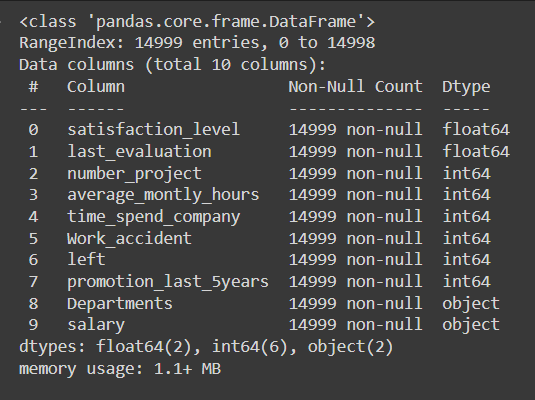 <class 'pandas.core.frame.DataFrame'>
RangeIndex: 14999 entries, 0 to 14998
Data columns (total 10 columns):
 #   Column                 Non-Null Count  Dtype
---  ------                 --------------  -----
 0   satisfaction_level     14999 non-null  float64
 1   last_evaluation        14999 non-null  float64
 2   number_project         14999 non-null  int64
 3   average_montly_hours   14999 non-null  int64
 4   time_spend_company     14999 non-null  int64
 5   Work_accident          14999 non-null  int64
 6   left                   14999 non-null  int64
 7   promotion_last_5years  14999 non-null  int64
 8   Departments            14999 non-null  object
 9   salary                 14999 non-null  object
dtypes: float64(2), int64(6), object(2)
memory usage: 1.1+ MB